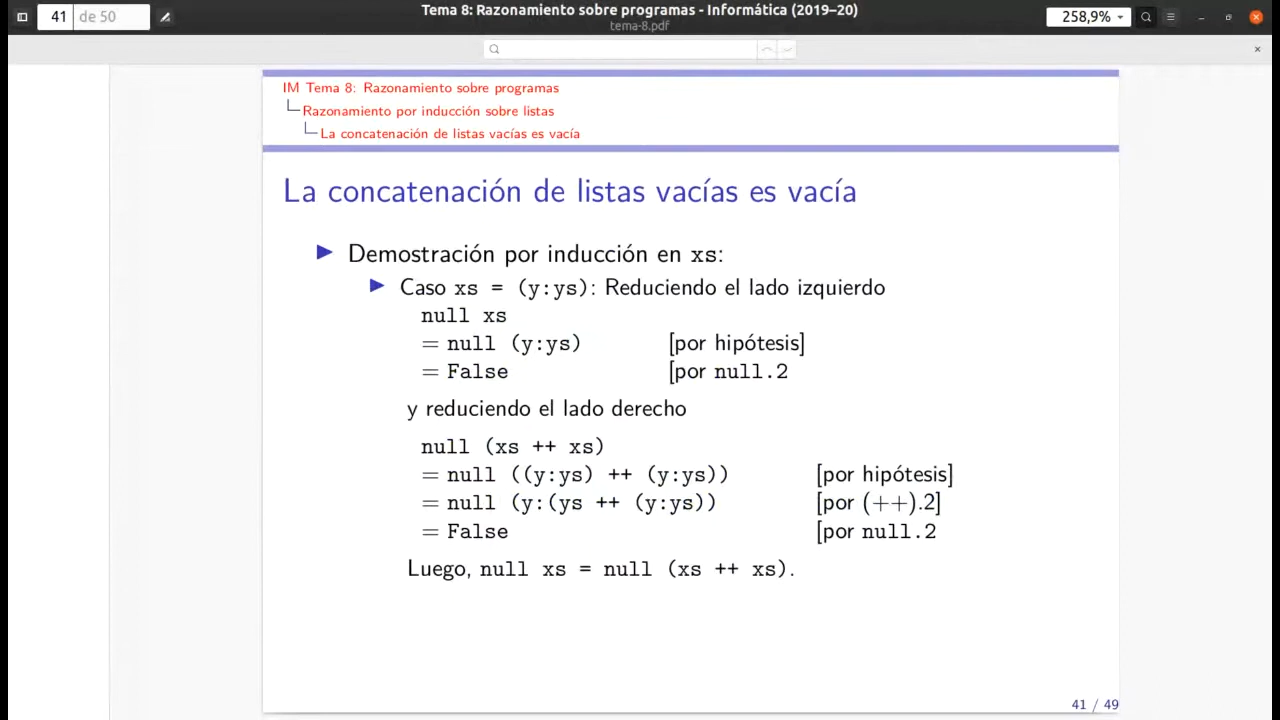 41 de 50
Tema 8: Razonamiento sobre programas - Informática (2019–20)
tema-8.pdf
258,9%
IM Tema 8: Razonamiento sobre programas
Razonamiento por inducción sobre listas
La concatenación de listas vacías es vacía
La concatenación de listas vacías es vacía
Demostración por inducción en xs:
Caso xs = (y:ys): Reduciendo el lado izquierdo
null xs
= null (y:ys) [por hipótesis]
= False [por null.2
y reduciendo el lado derecho
null (xs ++ xs)
= null ((y:ys) ++ (y:ys)) [por hipótesis]
= null (y:(ys ++ (y:ys)) [por (++).2]
= False [por null.2
Luego, null xs = null (xs ++ xs).
41 / 49